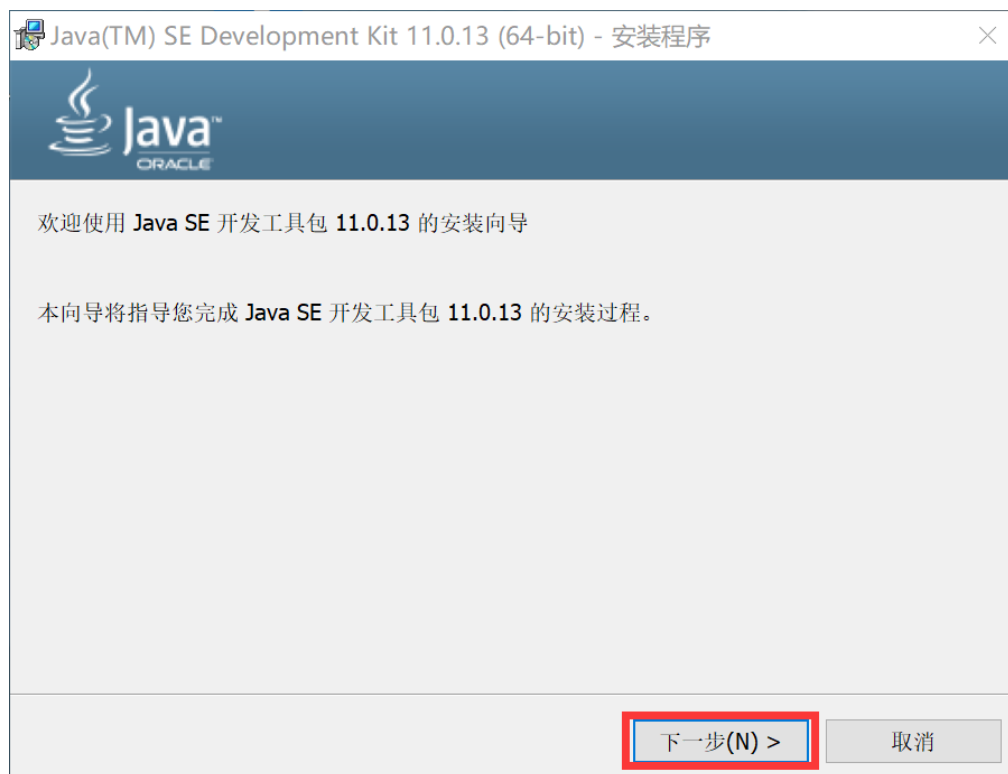 Java(TM) SE Development Kit 11.0.13 (64-bit) - 安装程序
Java™
ORACLE
欢迎使用 Java SE 开发工具包 11.0.13 的安装向导
本向导将指导您完成 Java SE 开发工具包 11.0.13 的安装过程。
下一步(N) > 取消